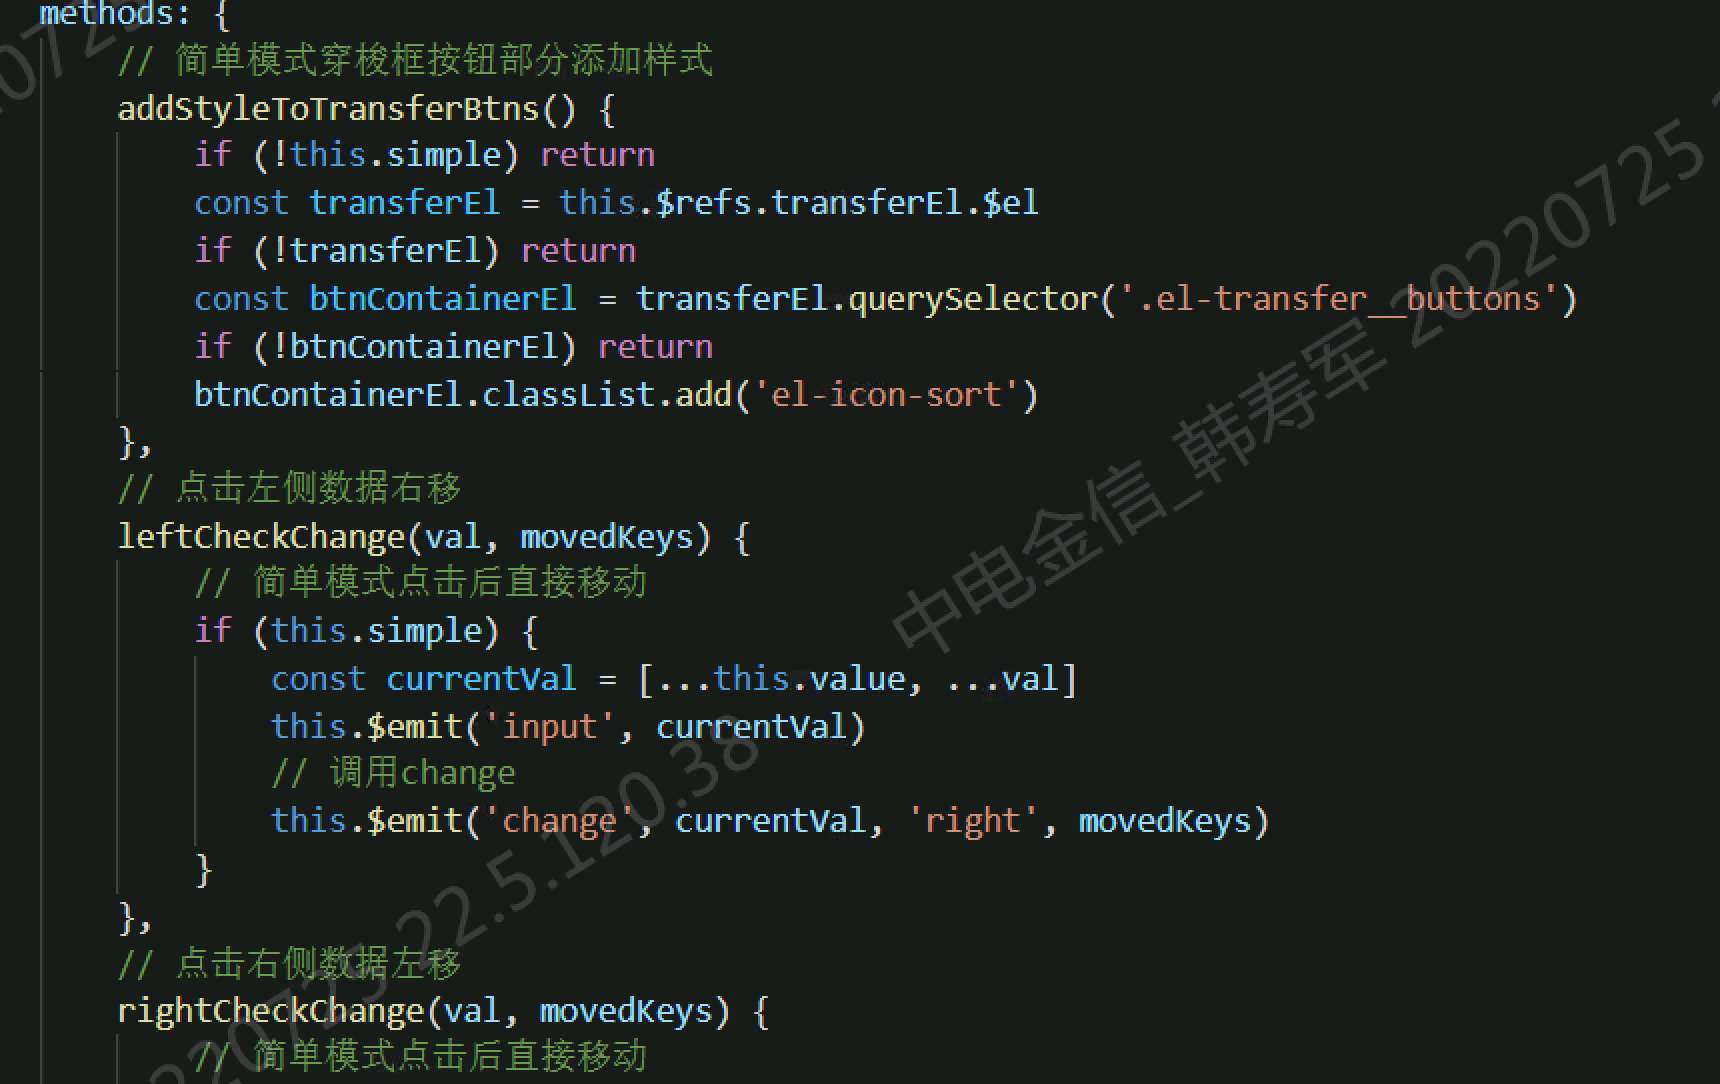 methods: {
// 简单模式穿梭框按钮部分添加样式
addStyleToTransferBtns() {
if (!this.simple) return
const transferEl = this.$refs.transferEl.$el
if (!transferEl) return
const btnContainerEl = transferEl.querySelector('.el-transfer__buttons')
if (!btnContainerEl) return
btnContainerEl.classList.add('el-icon-sort')
},
// 点击左侧数据右移
leftCheckChange(val, movedKeys) {
// 简单模式点击后直接移动
if (this.simple) {
const currentVal = [...this.value, ...val]
this.$emit('input', currentVal)
// 调用change
this.$emit('change', currentVal, 'right', movedKeys)
}
},
// 点击右侧数据左移
rightCheckChange(val, movedKeys) {
// 简单模式点击后直接移动
中电金信_韩寿军 20220725
22.5.120.38